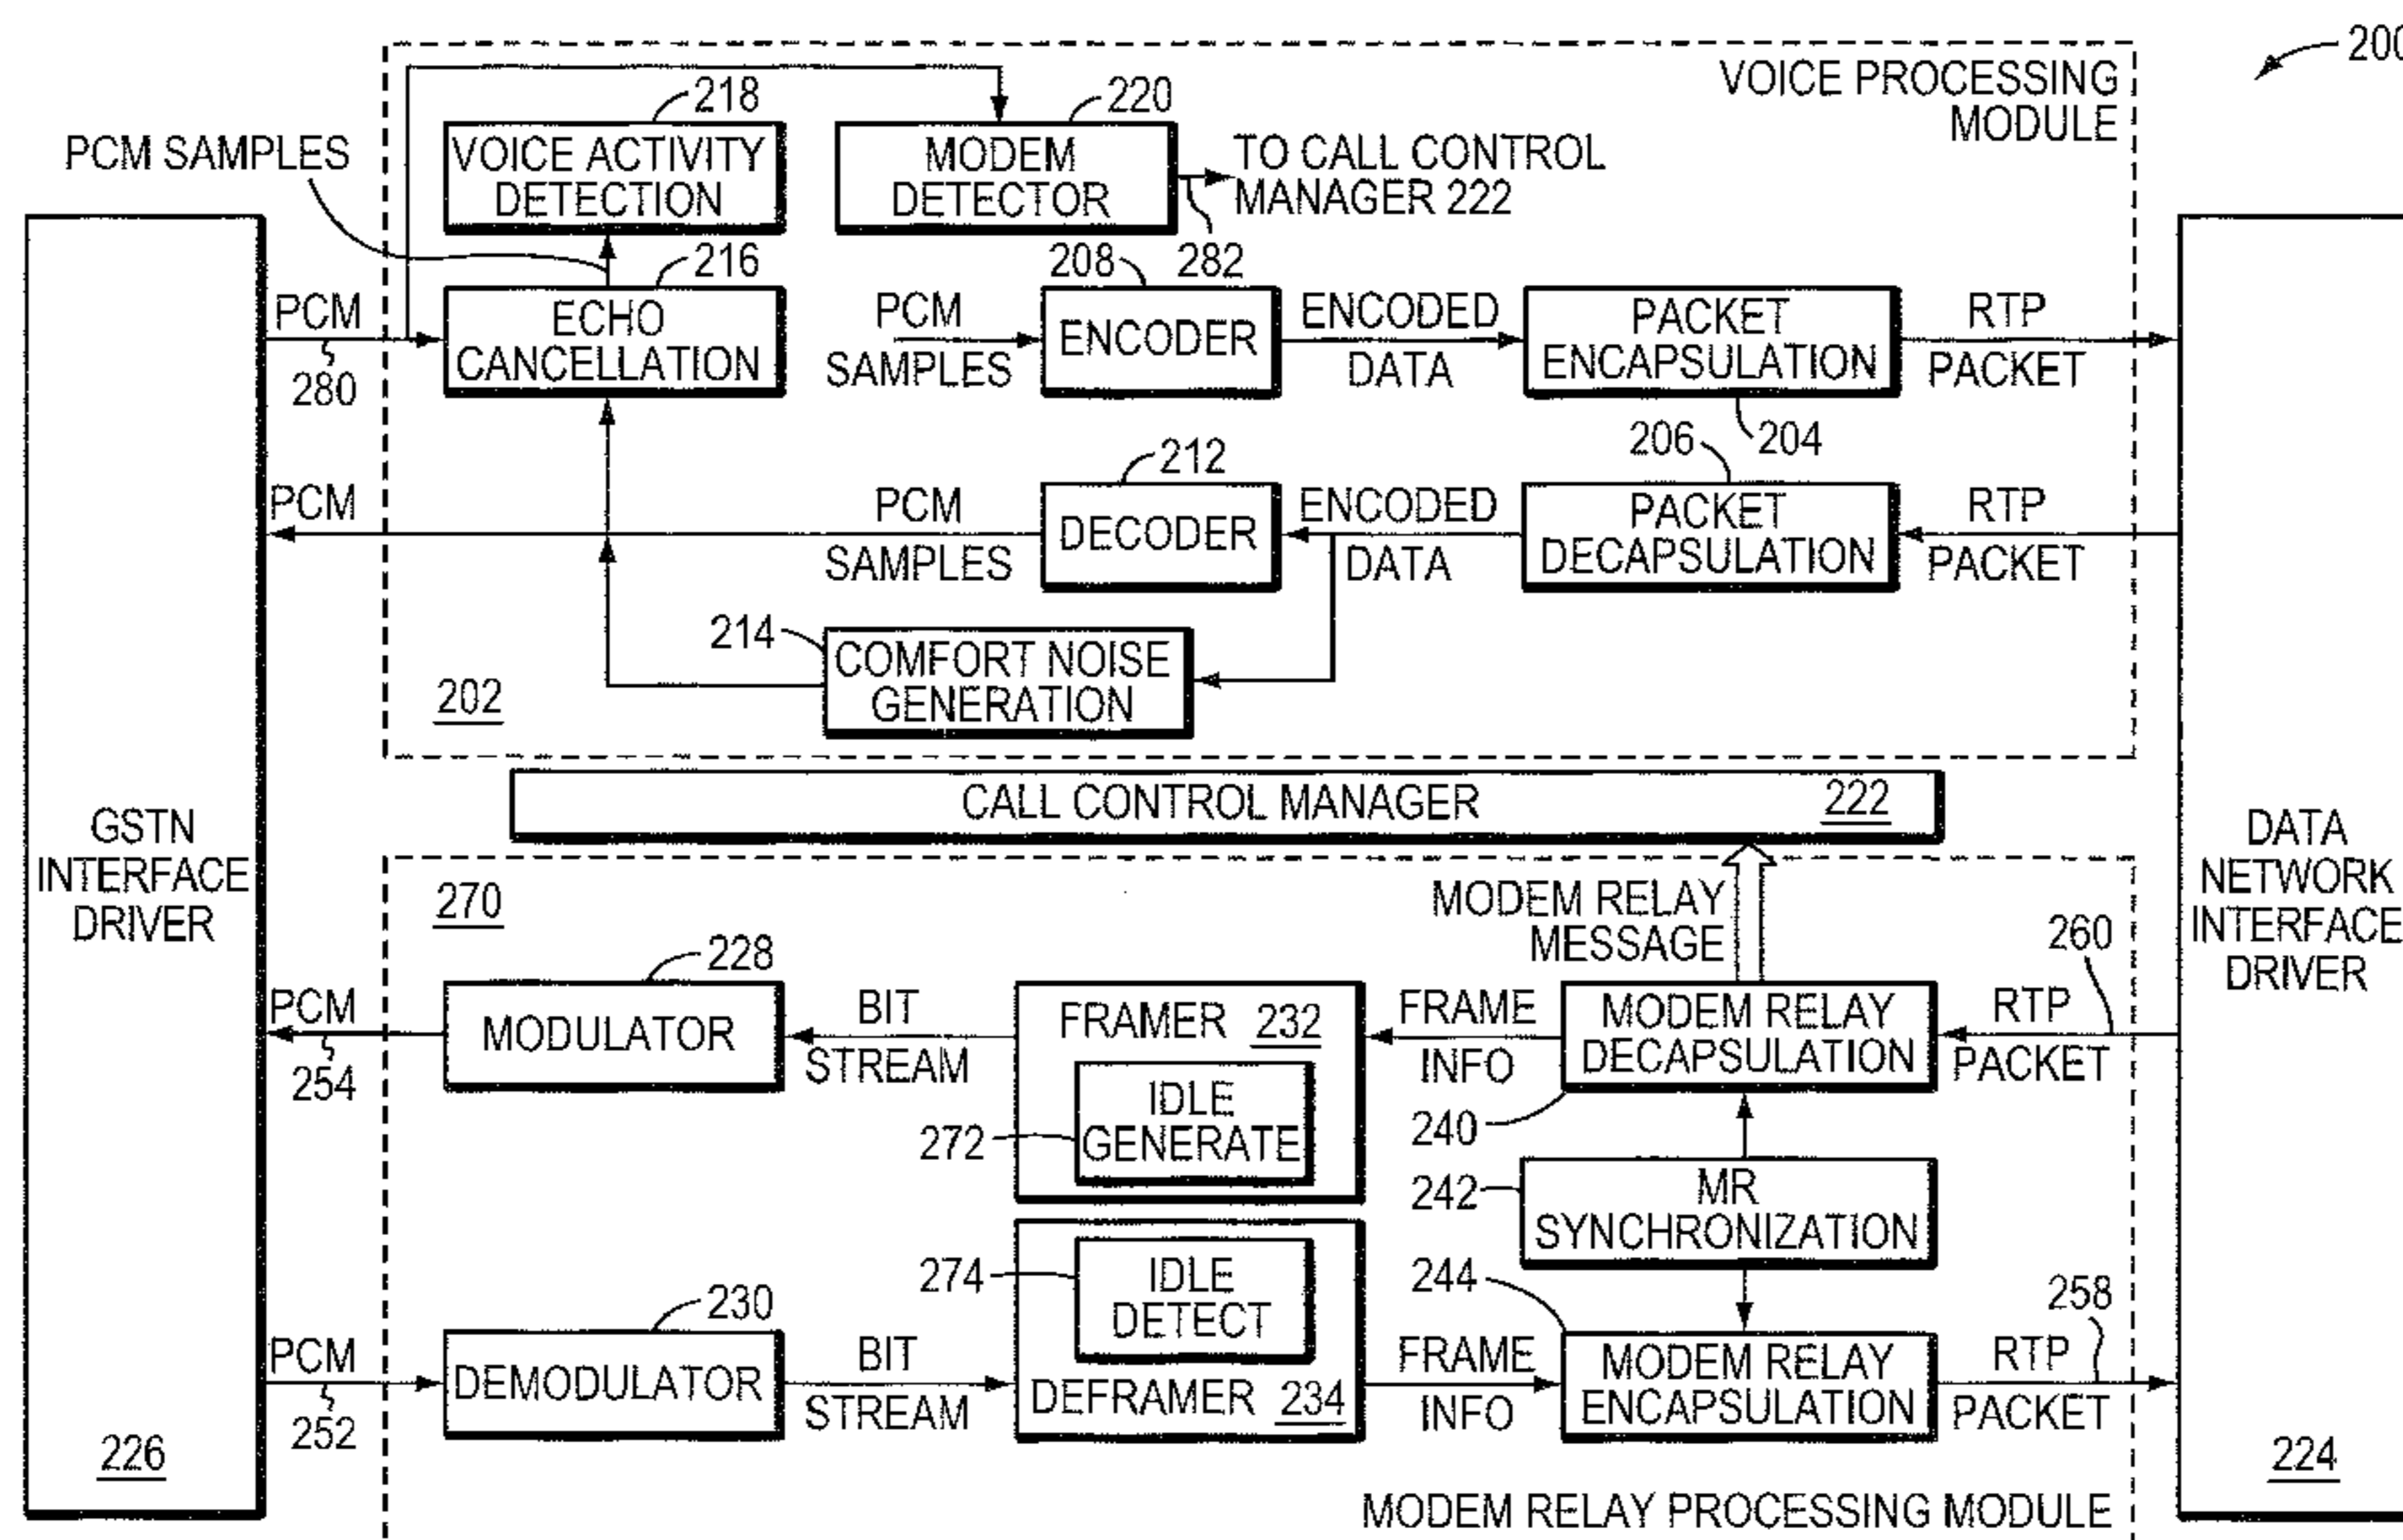 200
VOICE PROCESSING
MODULE
218
220
PCM SAMPLES
VOICE ACTIVITY
DETECTION
MODEM
DETECTOR
TO CALL CONTROL
MANAGER 222
216
208
282
PCM
280
ECHO
CANCELLATION
PCM
SAMPLES
ENCODER
ENCODED
DATA
PACKET
ENCAPSULATION
RTP
PACKET
204
212
206
PCM
PCM
SAMPLES
DECODER
ENCODED
DATA
PACKET
DECAPSULATION
RTP
PACKET
214
COMFORT NOISE
GENERATION
202
CALL CONTROL MANAGER 222
GSTN
INTERFACE
DRIVER
226
DATA
NETWORK
INTERFACE
DRIVER
224
270
MODEM RELAY
MESSAGE
260
228
PCM
254
MODULATOR
BIT
STREAM
FRAMER 232
IDLE
GENERATE
272
FRAME
INFO
MODEM RELAY
DECAPSULATION
RTP
PACKET
240
242
MR
SYNCHRONIZATION
274
IDLE
DETECT
244
258
230
PCM
252
DEMODULATOR
BIT
STREAM
DEFRAMER 234
FRAME
INFO
MODEM RELAY
ENCAPSULATION
RTP
PACKET
MODEM RELAY PROCESSING MODULE